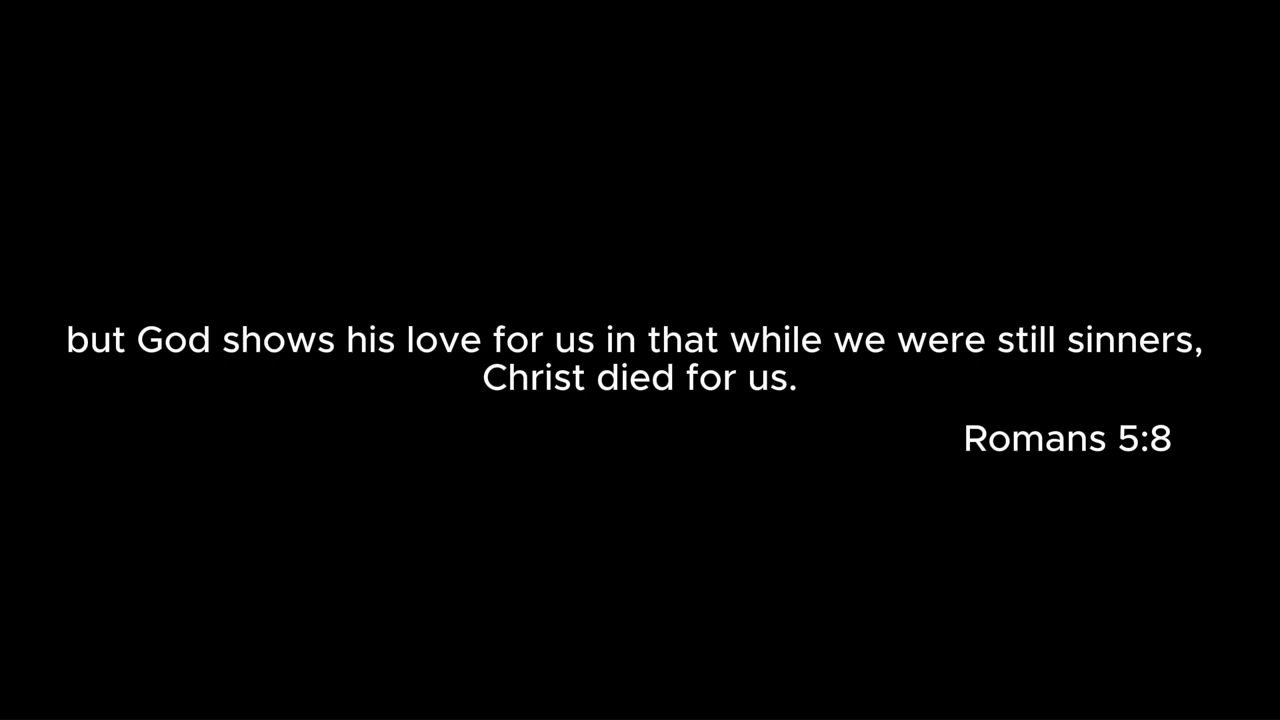 but God shows his love for us in that while we were still sinners,
Christ died for us.
Romans 5:8